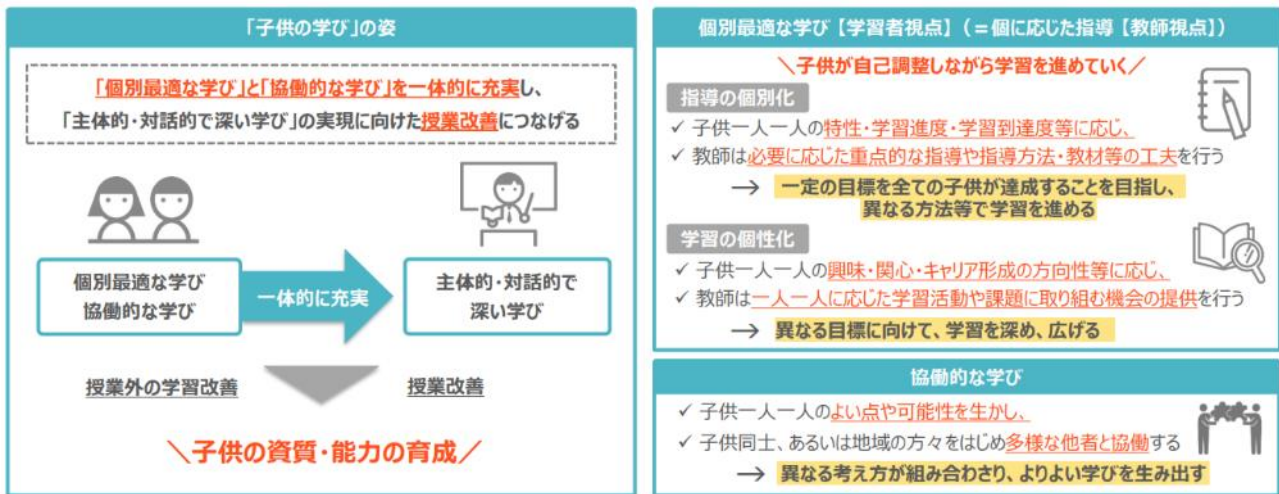 「子供の学び」の姿
「個別最適な学び」と「協働的な学び」を一体的に充実し、
「主体的・対話的で深い学び」の実現に向けた授業改善につなげる
個別最適な学び
協働的な学び
一体的に充実
主体的・対話的で
深い学び
授業外の学習改善
授業改善
＼子供の資質・能力の育成／
個別最適な学び【学習者視点】（＝個に応じた指導【教師視点】）
＼子供が自己調整しながら学習を進めていく／
指導の個別化
✓ 子供一人一人の特性・学習進度・学習到達度等に応じ、
✓ 教師は必要に応じた重点的な指導や指導方法・教材等の工夫を行う
→ 一定の目標を全ての子供が達成することを目指し、
異なる方法等で学習を進める
学習の個性化
✓ 子供一人一人の興味・関心・キャリア形成の方向性等に応じ、
✓ 教師は一人一人に応じた学習活動や課題に取り組む機会の提供を行う
→ 異なる目標に向けて、学習を深め、広げる
協働的な学び
✓ 子供一人一人のよい点や可能性を生かし、
✓ 子供同士、あるいは地域の方々をはじめ多様な他者と協働する
→ 異なる考え方が組み合わさり、よりよい学びを生み出す